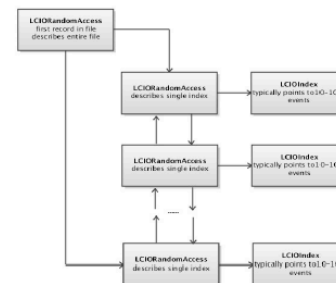 LCIORandomAccess
first record in file
describes entire file
LCIORandomAccess
describes single index
LCIOIndex
typically points to
events
LCIORandomAccess
describes single index
LCIOIndex
typically points to
events
.....
LCIORandomAccess
describes single index
LCIOIndex
typically points to
events